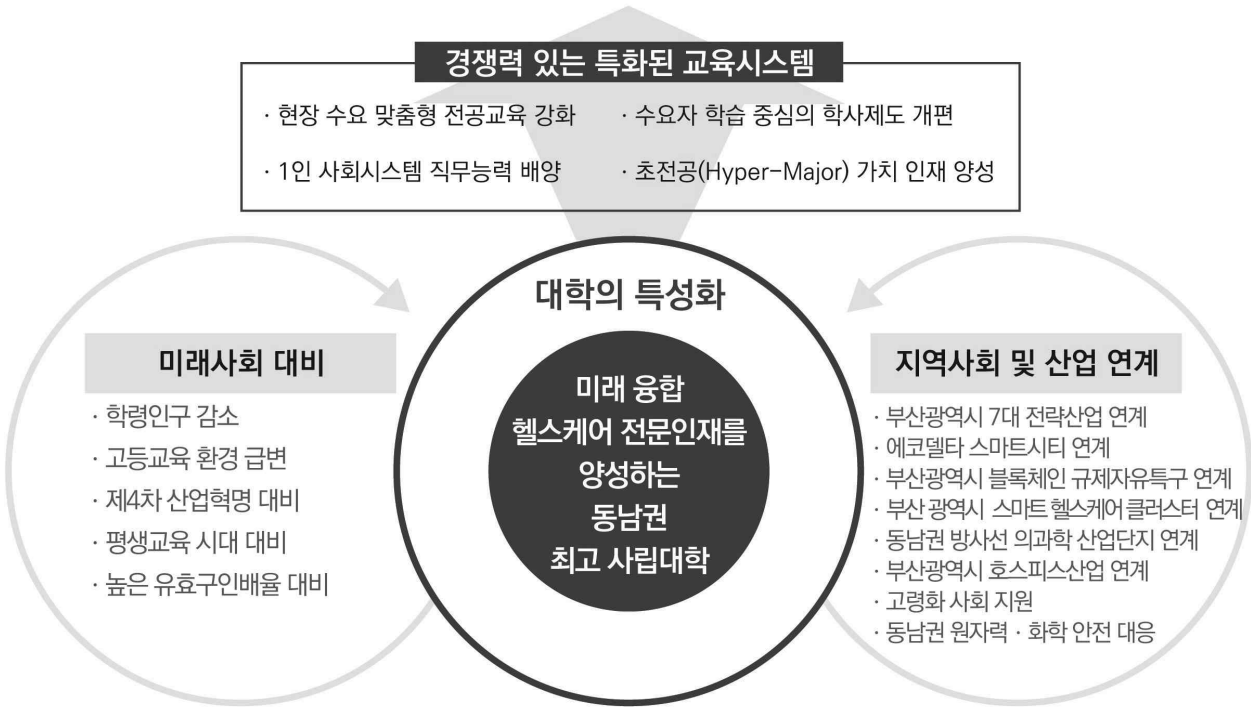 경쟁력 있는 특화된 교육시스템
· 현장 수요 맞춤형 전공교육 강화
· 수요자 학습 중심의 학사제도 개편
· 1인 사회시스템 직무능력 배양
· 초전공(Hyper-Major) 가치 인재 양성
대학의 특성화
미래 융합
헬스케어 전문인재를
양성하는
동남권
최고 사립대학
미래사회 대비
· 학령인구 감소
· 고등교육 환경 급변
· 제4차 산업혁명 대비
· 평생교육 시대 대비
· 높은 유효구인배율 대비
지역사회 및 산업 연계
· 부산광역시 7대 전략산업 연계
· 에코델타 스마트시티 연계
· 부산광역시 블록체인 규제자유특구 연계
· 부산 광역시 스마트 헬스케어 클러스터 연계
· 동남권 방사선 의과학 산업단지 연계
· 부산광역시 호스피스산업 연계
· 고령화 사회 지원
· 동남권 원자력 · 화학 안전 대응